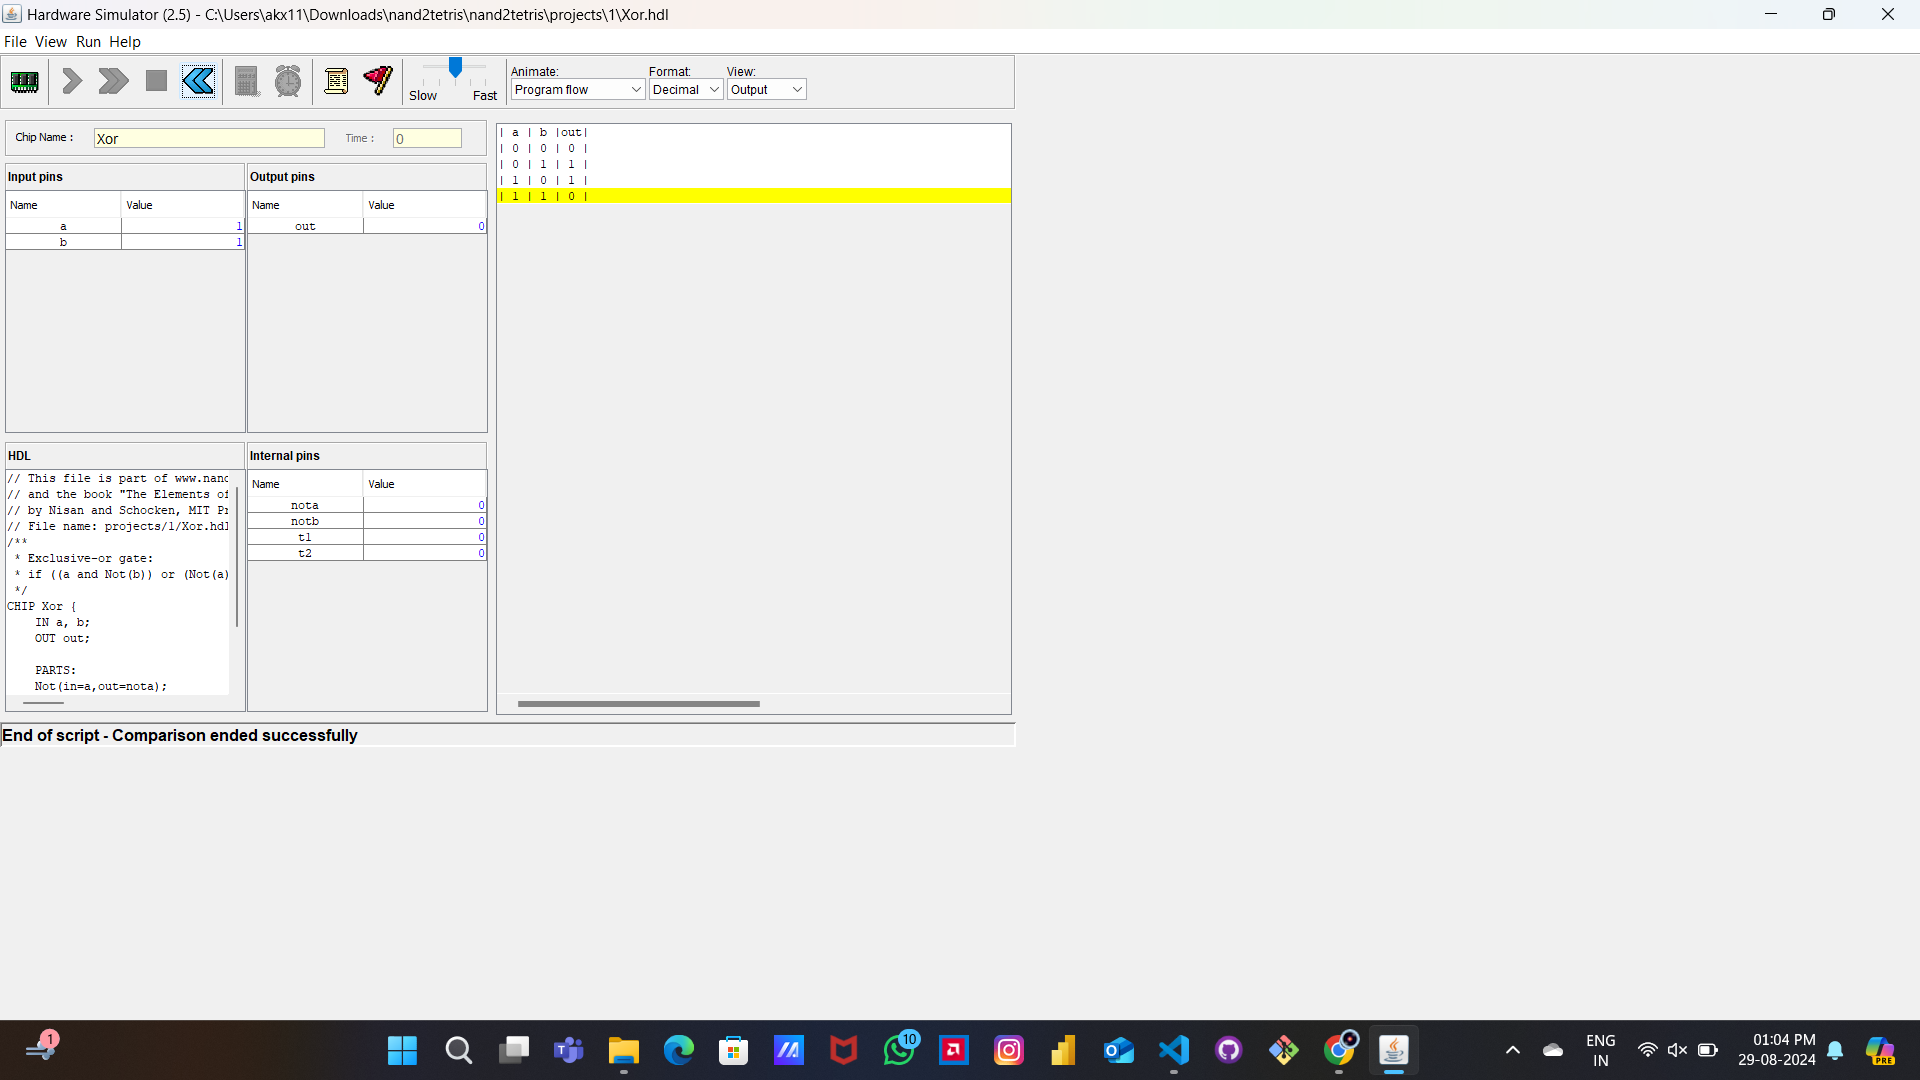 Hardware Simulator (2.5) - C:\Users\akx11\Downloads\nand2tetris\nand2tetris\projects\1\Xor.hdl
File View Run Help
Slow Fast
Animate: Format: View:
Program flow Decimal Output
Chip Name : Xor Time : 0
Input pins
Name Value
a 1
b 1
Output pins
Name Value
out 0
| a | b |out|
| 0 | 0 | 0 |
| 0 | 1 | 1 |
| 1 | 0 | 1 |
| 1 | 1 | 0 |
HDL
// This file is part of www.nand
// and the book "The Elements of
// by Nisan and Schocken, MIT Pr
// File name: projects/1/Xor.hdl
/**
* Exclusive-or gate:
* if ((a and Not(b)) or (Not(a)
*/
CHIP Xor {
IN a, b;
OUT out;
PARTS:
Not(in=a,out=nota);
Internal pins
Name Value
nota 0
notb 0
t1 0
t2 0
End of script - Comparison ended successfully
1
10
PRE
ENG
IN
01:04 PM
29-08-2024